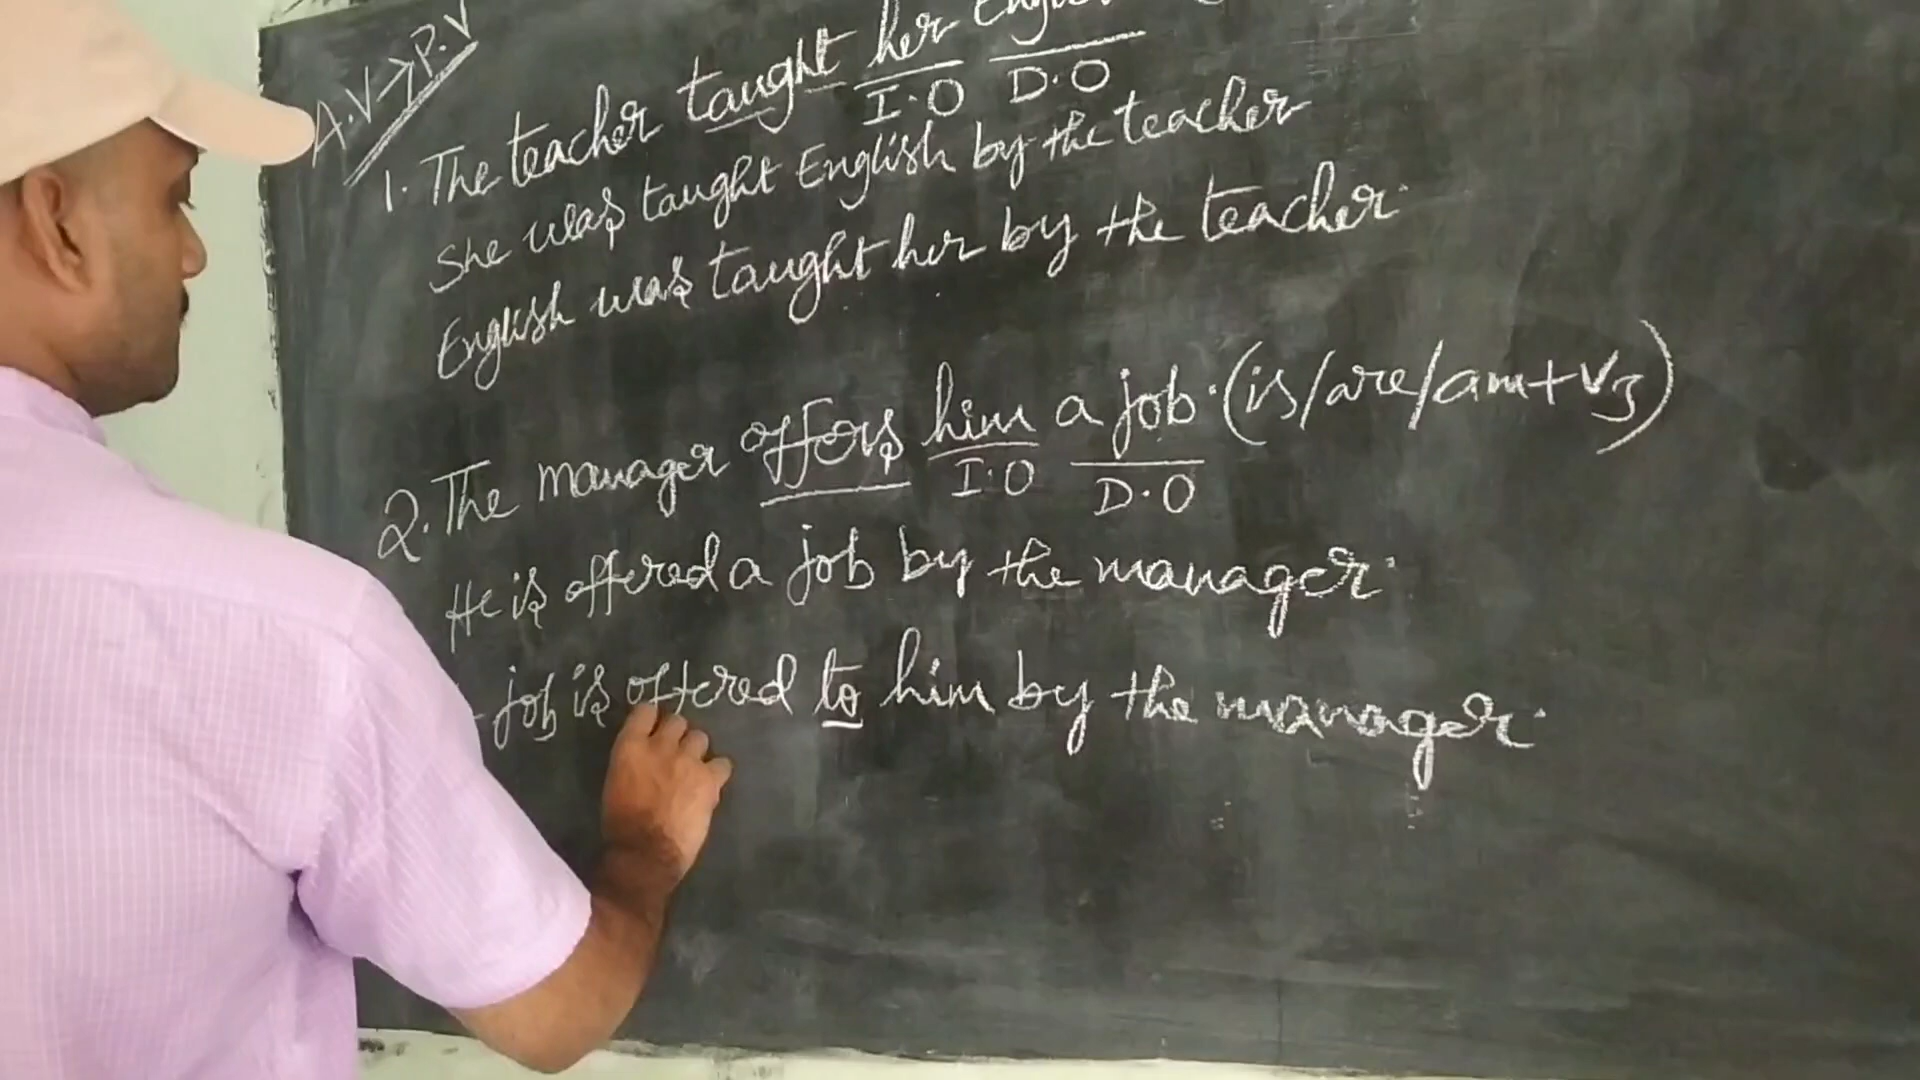 A.V→P.V
1. The teacher taught her English
I.O D.O
She was taught English by the teacher
English was taught her by the teacher.
2. The manager offers him a job. (is/are/am+V3)
I.O D.O
He is offered a job by the manager.
job is offered to him by the manager.